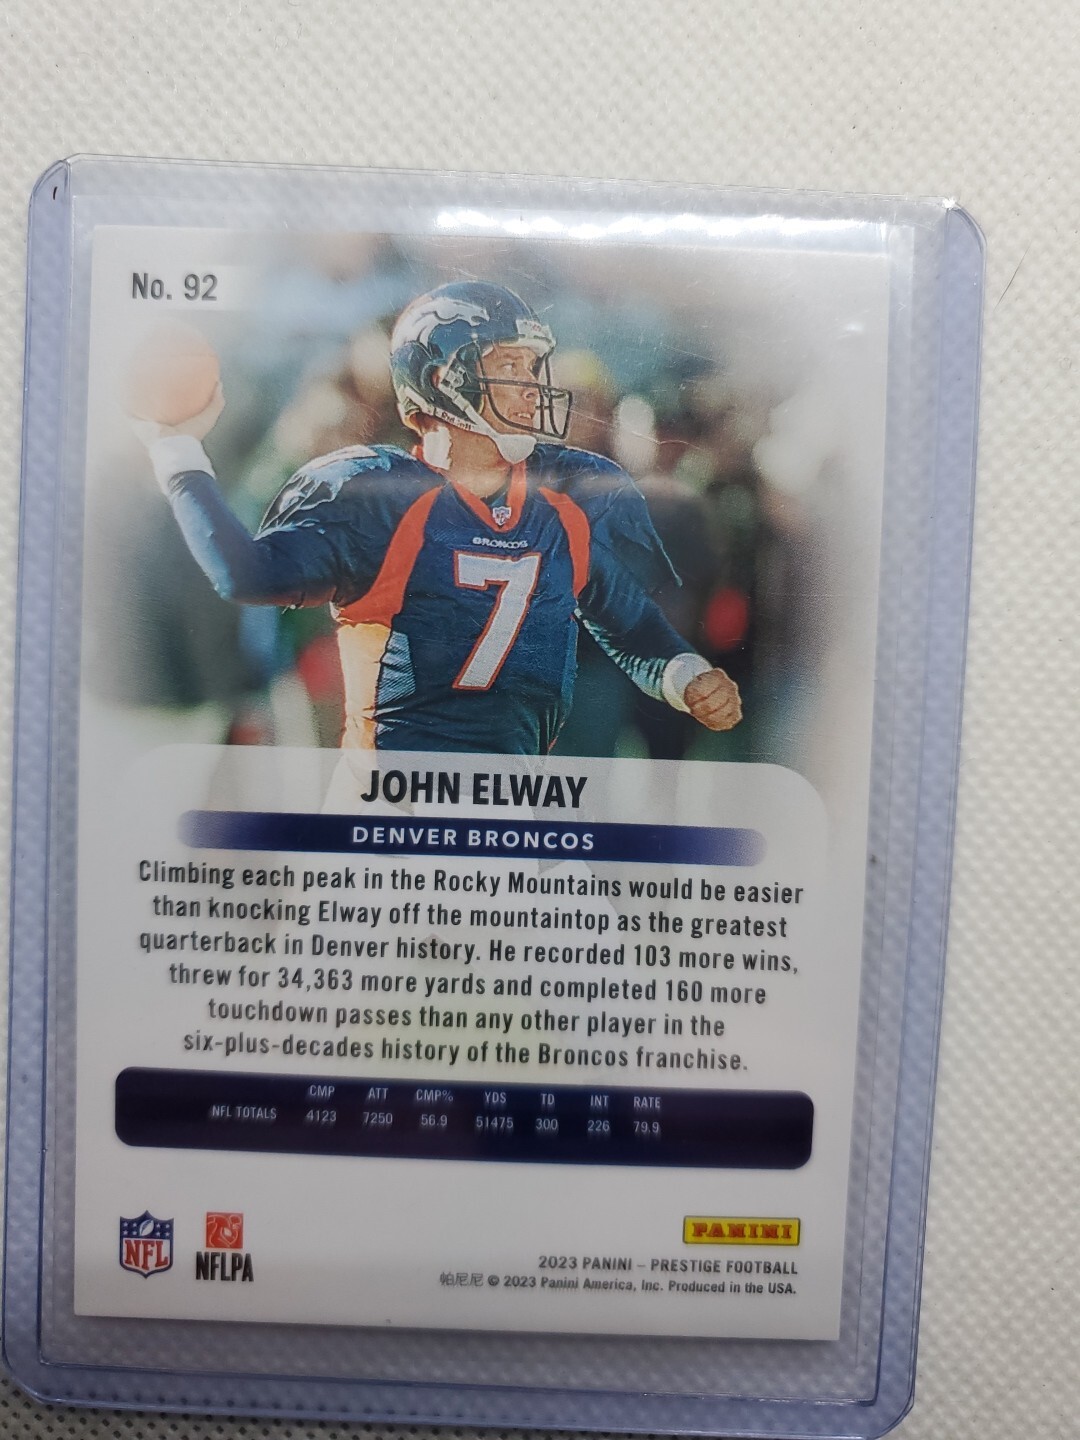 No. 92
BRONCOS
7
JOHN ELWAY
DENVER BRONCOS
Climbing each peak in the Rocky Mountains would be easier
than knocking Elway off the mountaintop as the greatest
quarterback in Denver history. He recorded 103 more wins,
threw for 34,363 more yards and completed 160 more
touchdown passes than any other player in the
six-plus-decades history of the Broncos franchise.
CMP ATT CMP% YDS TD INT RATE
NFL TOTALS 4123 7250 56.9 51475 300 226 79.9
NFL
NFLPA
PANINI
2023 PANINI – PRESTIGE FOOTBALL
帕尼尼 © 2023 Panini America, Inc. Produced in the USA.